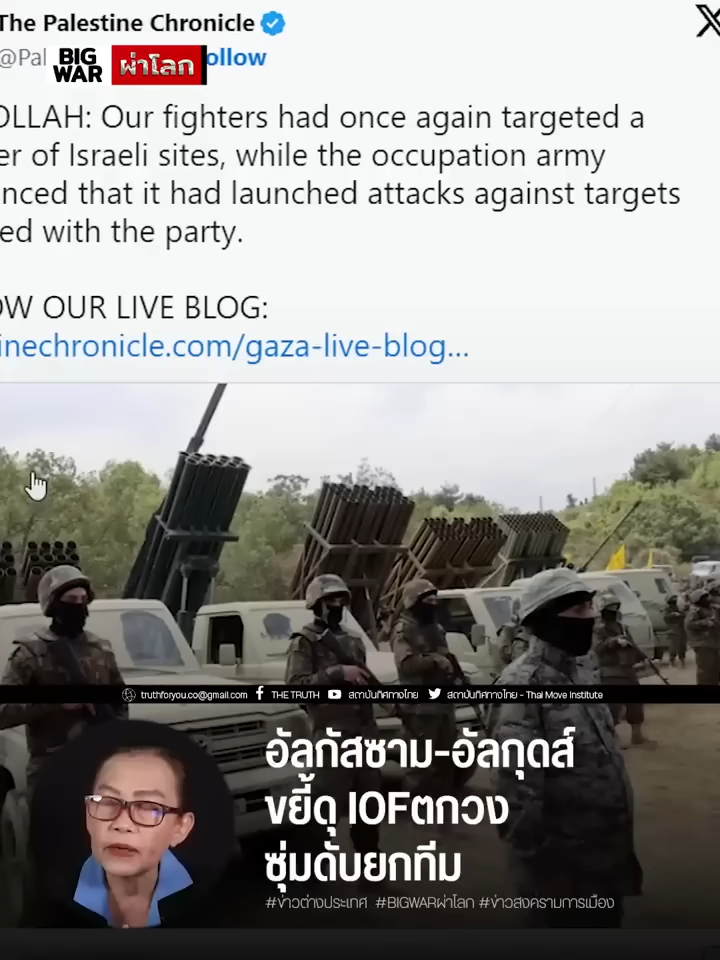 The Palestine Chronicle
@Pal
BIG
WAR
ผ่าโลก
ollow
OLLAH: Our fighters had once again targeted a
er of Israeli sites, while the occupation army
nced that it had launched attacks against targets
ed with the party.
OW OUR LIVE BLOG:
inechronicle.com/gaza-live-blog...
truthforyou.co@gmail.com THE TRUTH สถาบันทิศทางไทย สถาบันทิศทางไทย - Thai Move Institute
อัลกัสซาม-อัลกุดส์
ขยี้ดุ IOFตกวง
ซุ่มดับยกทีม
#ข่าวต่างประเทศ #BIGWARผ่าโลก #ข่าวสงครามการเมือง